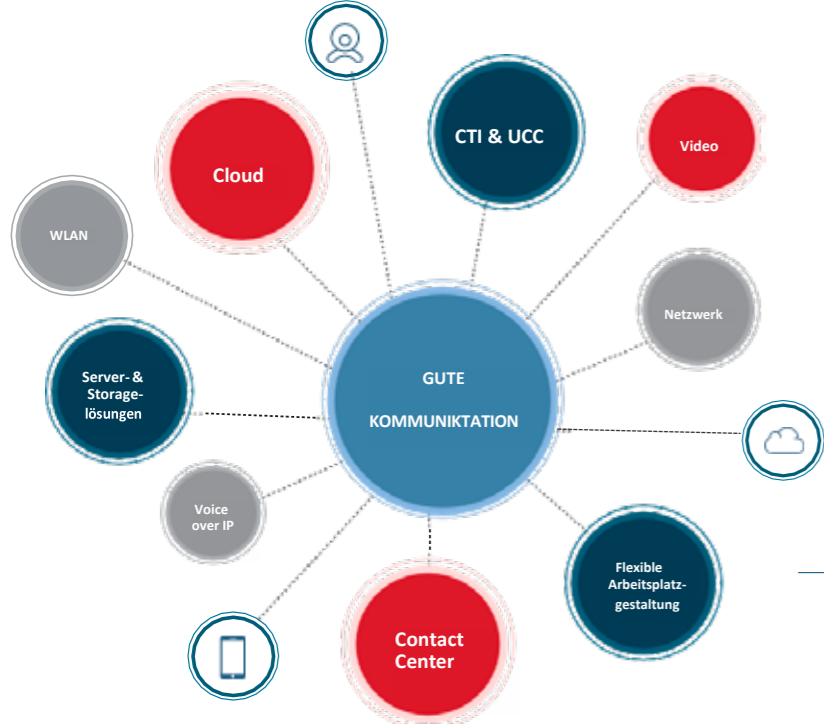 CTI & UCC
Video
Cloud
WLAN
Netzwerk
Server- &
Storage-
lösungen
GUTE
KOMMUNIKTATION
Voice
over IP
Flexible
Arbeitsplatz-
gestaltung
Contact
Center